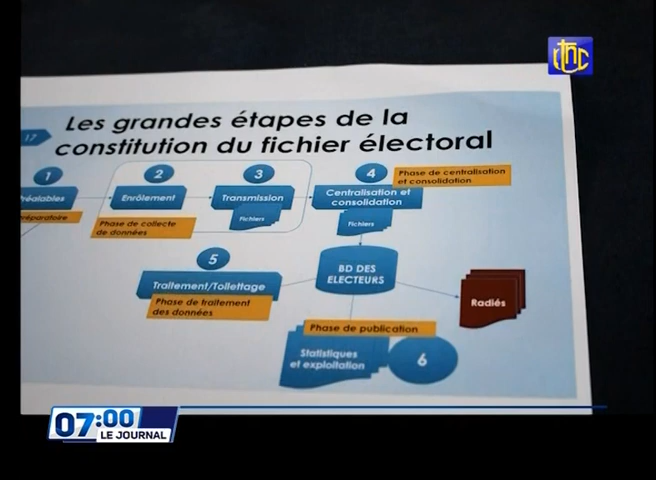 rtnc
17
Les grandes étapes de la
constitution du fichier électoral
1
2
3
4
Phase de centralisation
et consolidation
Enrôlement
Transmission
Centralisation et
consolidation
Phase de collecte
de données
Fichiers
Fichiers
5
BD DES
ELECTEURS
Traitement/Toilettage
Phase de traitement
des données
Radiés
Phase de publication
Statistiques
et exploitation
6
07:00
LE JOURNAL